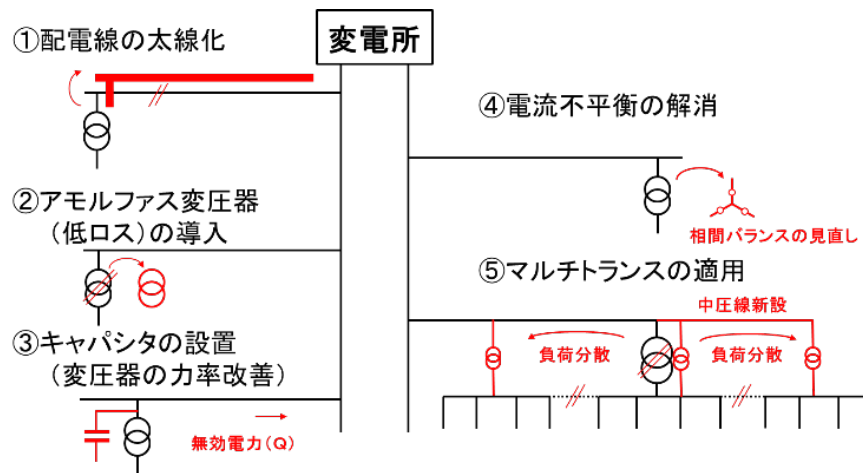 ①配電線の太線化
変電所
④電流不平衡の解消
②アモルファス変圧器
（低ロス）の導入
相間バランスの見直し
⑤マルチトランスの適用
中圧線新設
③キャパシタの設置
（変圧器の力率改善）
負荷分散
負荷分散
無効電力（Q）